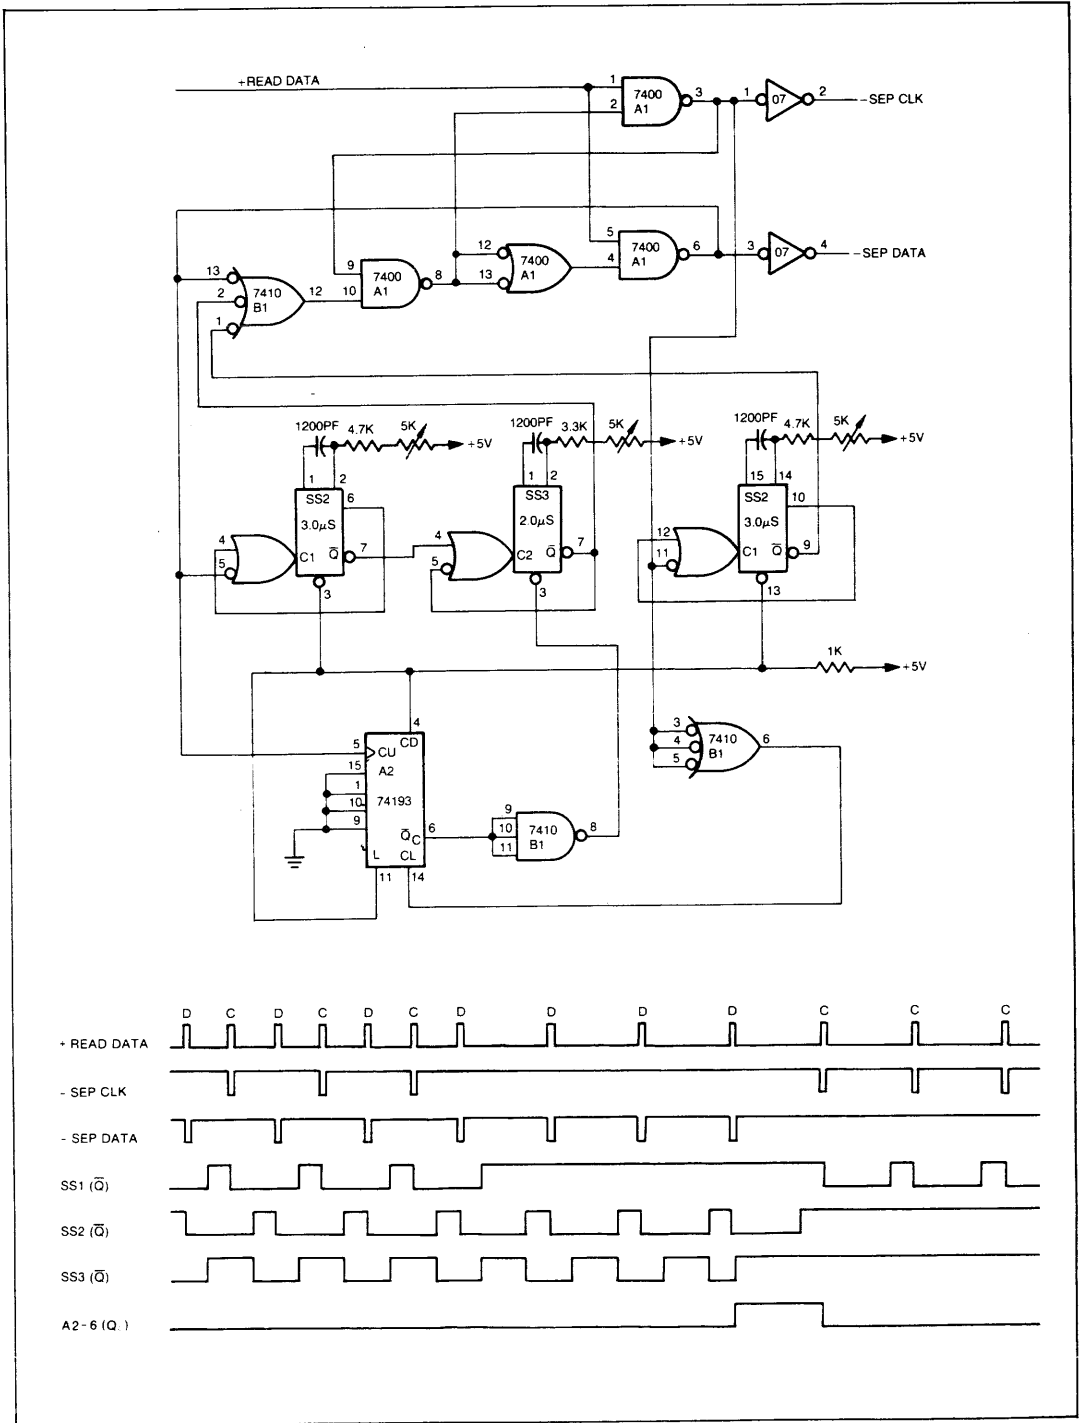 +READ DATA
1
7400
A1
2
3
1
07
2
–SEP CLK
5
7400
A1
4
6
3
07
4
–SEP DATA
12
7400
A1
13
9
7400
A1
10
8
13
2
7410
B1
1
12
1200PF
4.7K
5K
+5V
1
2
SS2
6
3.0µS
4
C1
Q̅
7
5
3
1200PF
3.3K
5K
+5V
1
2
SS3
2.0µS
4
C2
Q̅
7
5
3
1200PF
4.7K
5K
+5V
15
14
SS2
10
3.0µS
12
C1
Q̅
9
11
13
1K
+5V
4
5
CU
CD
15
A2
1
10
74193
9
Q̅C
6
L
CL
11
14
9
10
7410
11
B1
8
3
4
7410
B1
5
6
D C D C D C D D D D C C C
+ READ DATA
– SEP CLK
– SEP DATA
SS1 (Q̅)
SS2 (Q̅)
SS3 (Q̅)
A2-6 (Q.)